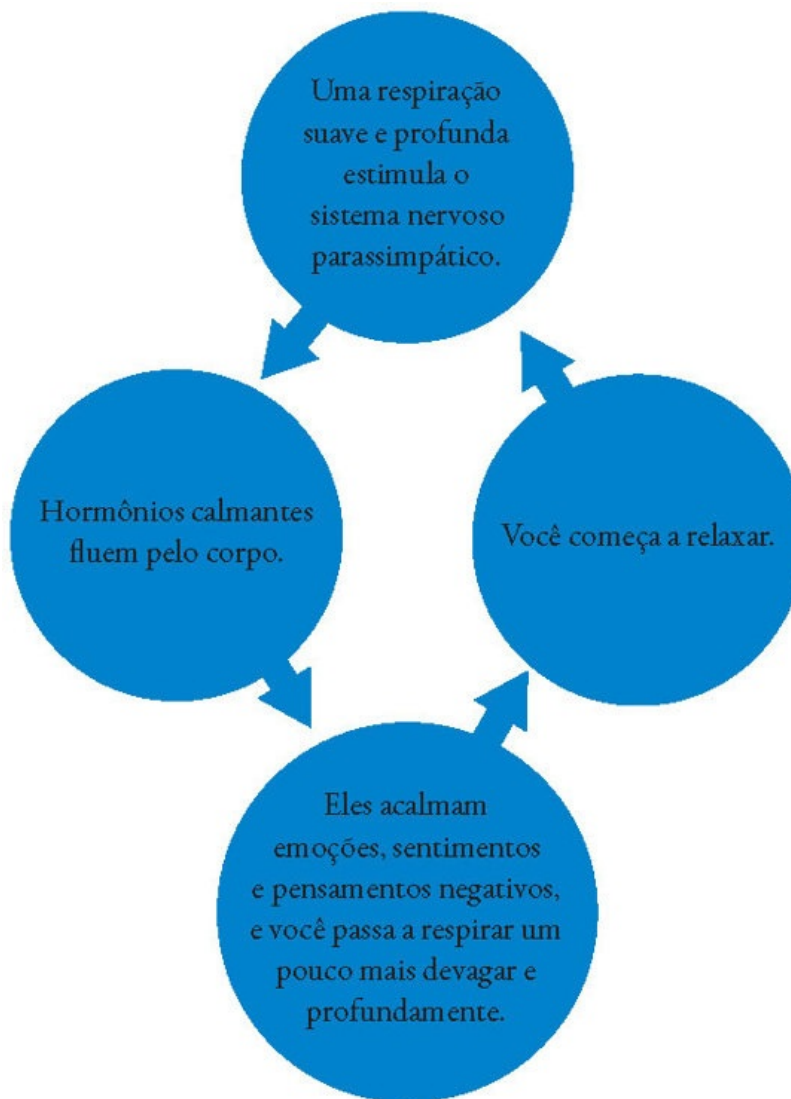 Uma respiração
suave e profunda
estimula o
sistema nervoso
parassimpático.
Hormônios calmantes
fluem pelo corpo.
Eles acalmam
emoções, sentimentos
e pensamentos negativos,
e você passa a respirar um
pouco mais devagar e
profundamente.
Você começa a relaxar.